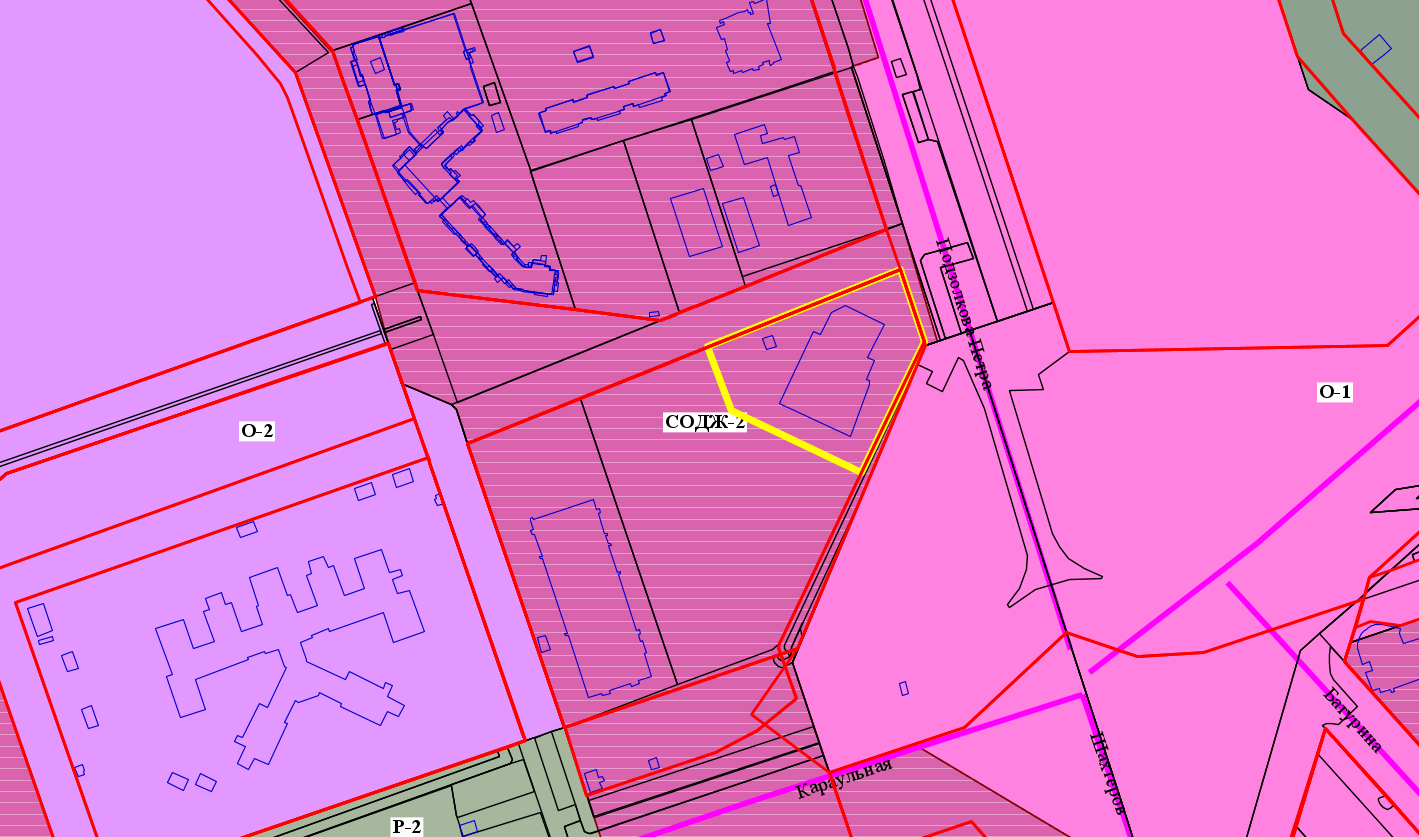 Подзолкова Петра
О-1
СОДЖ-2
О-2
Батурина
Шахтеров
Караульная
Р-2